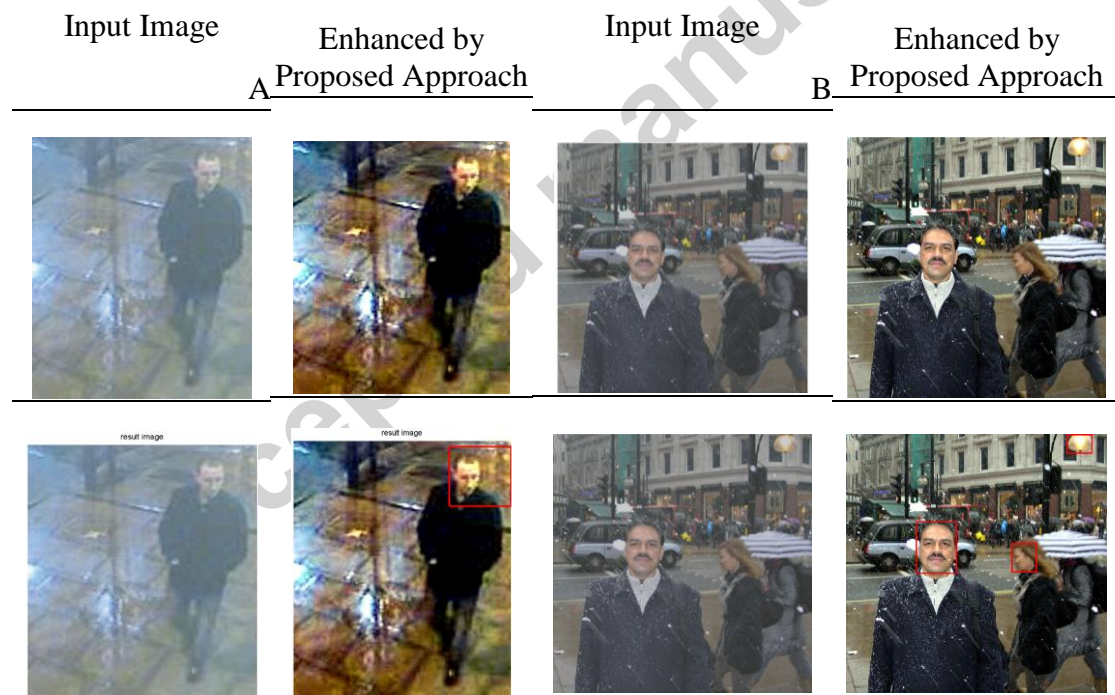 Input Image
Enhanced by
Proposed Approach
A
Input Image
Enhanced by
Proposed Approach
B
result image
result image